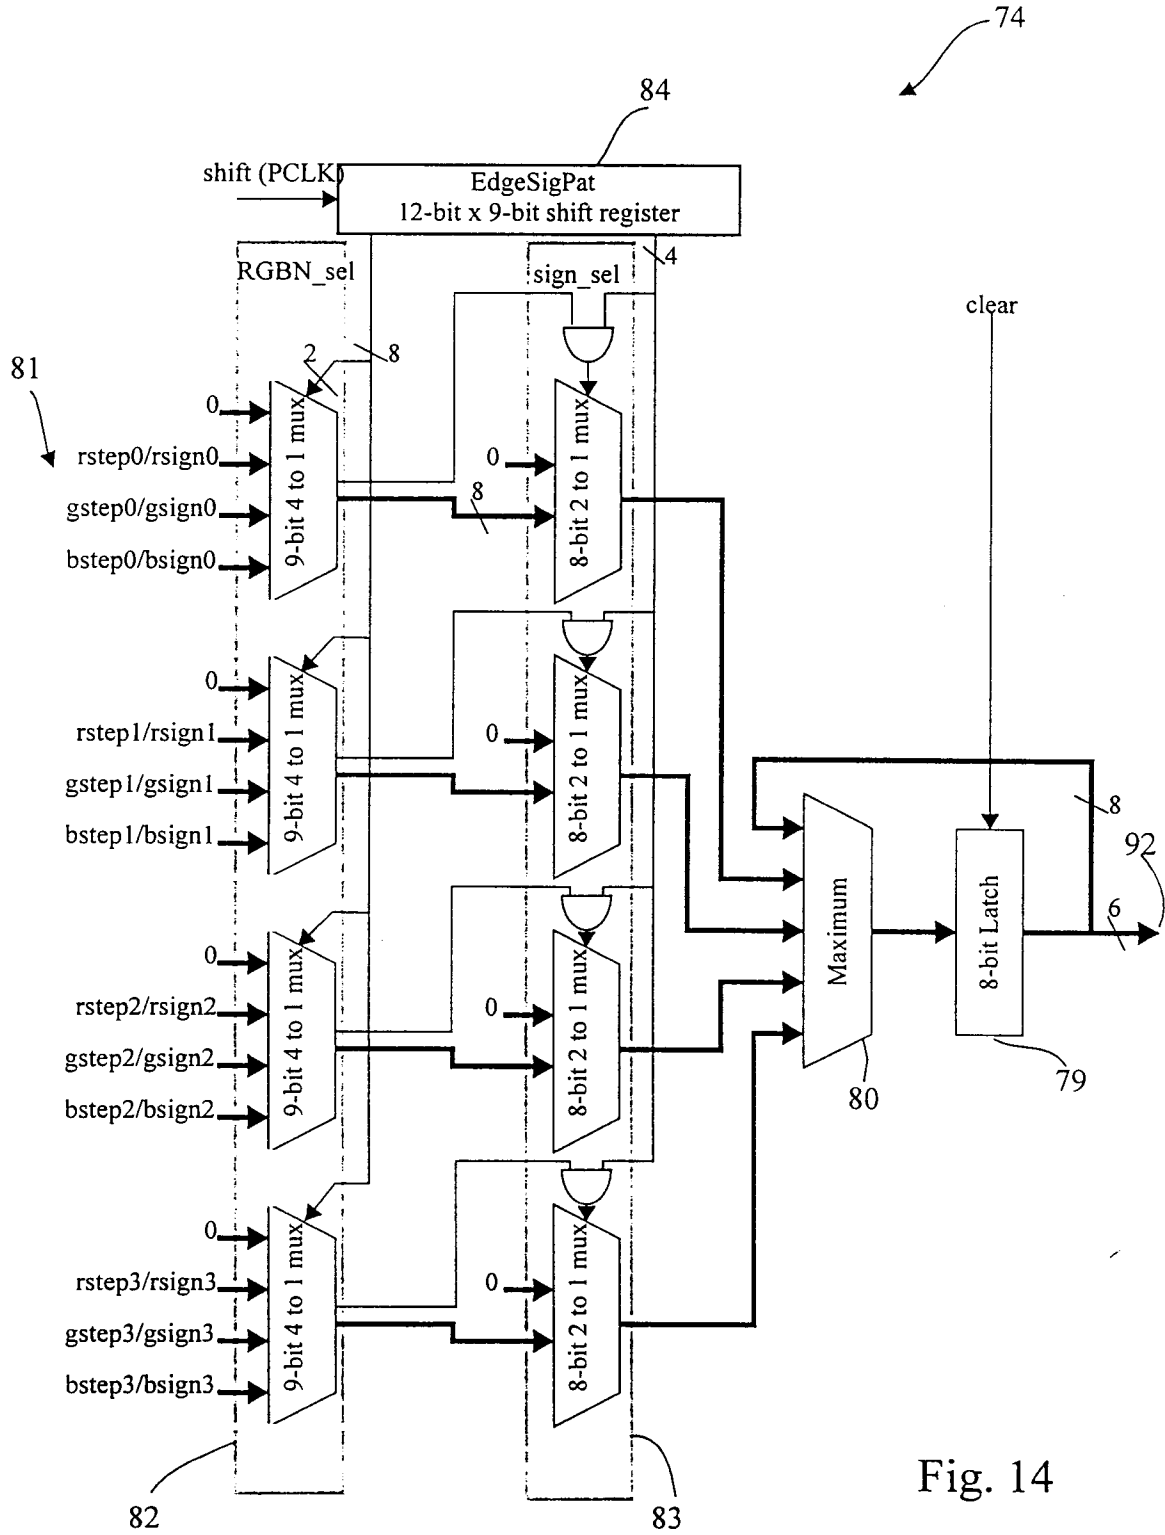 74
84
shift (PCLK)
EdgeSigPat
12-bit x 9-bit shift register
4
RGBN_sel
sign_sel
clear
2
8
81
0
rstep0/rsign0
gstep0/gsign0
bstep0/bsign0
9-bit 4 to 1 mux
0
8
8-bit 2 to 1 mux
0
rstep1/rsign1
gstep1/gsign1
bstep1/bsign1
9-bit 4 to 1 mux
0
8-bit 2 to 1 mux
0
rstep2/rsign2
gstep2/gsign2
bstep2/bsign2
9-bit 4 to 1 mux
0
8-bit 2 to 1 mux
0
rstep3/rsign3
gstep3/gsign3
bstep3/bsign3
9-bit 4 to 1 mux
0
8-bit 2 to 1 mux
Maximum
8-bit Latch
8
92
6
80
79
82
83
Fig. 14